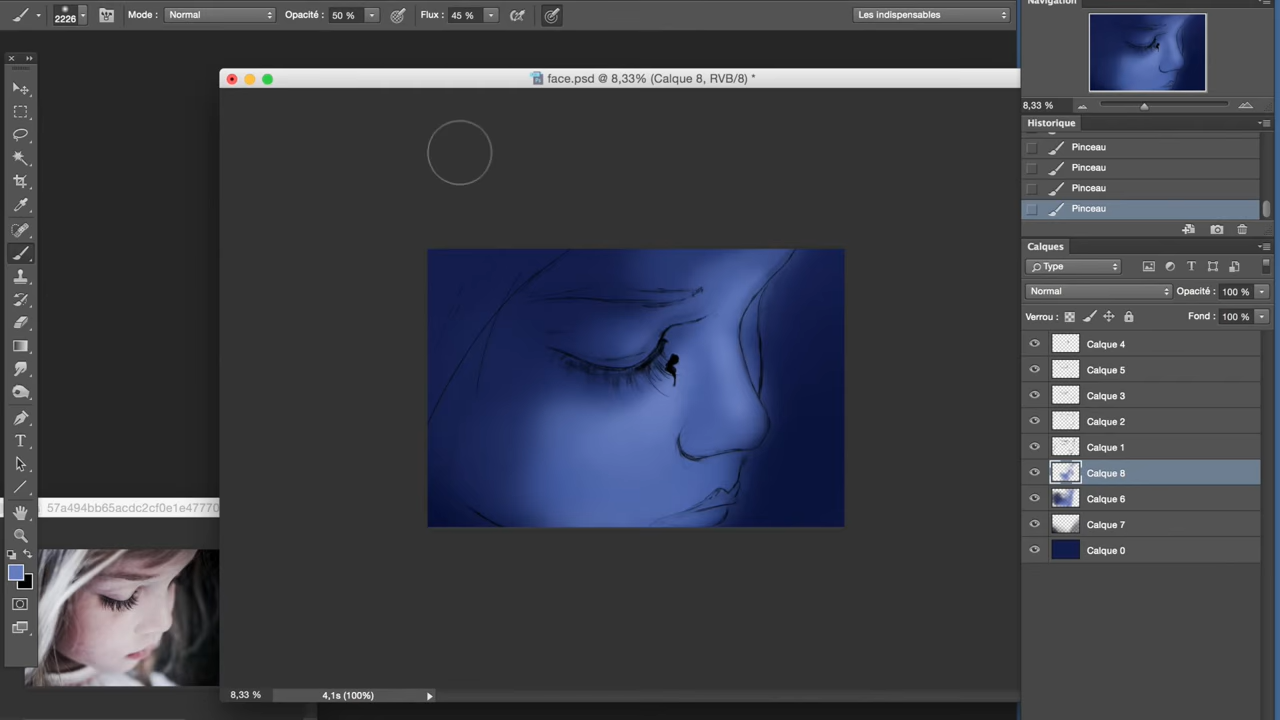 2226 Mode : Normal Opacité : 50 % Flux : 45 % Les indispensables
Navigation
face.psd @ 8,33% (Calque 8, RVB/8) *
8,33 %
Historique
Pinceau
Pinceau
Pinceau
Pinceau
Calques
Type
Normal Opacité : 100 %
Verrou : Fond : 100 %
Calque 4
Calque 5
Calque 3
Calque 2
Calque 1
Calque 8
Calque 6
Calque 7
Calque 0
57a494bb65acdc2cf0e1e47770
8,33 % 4,1s (100%)